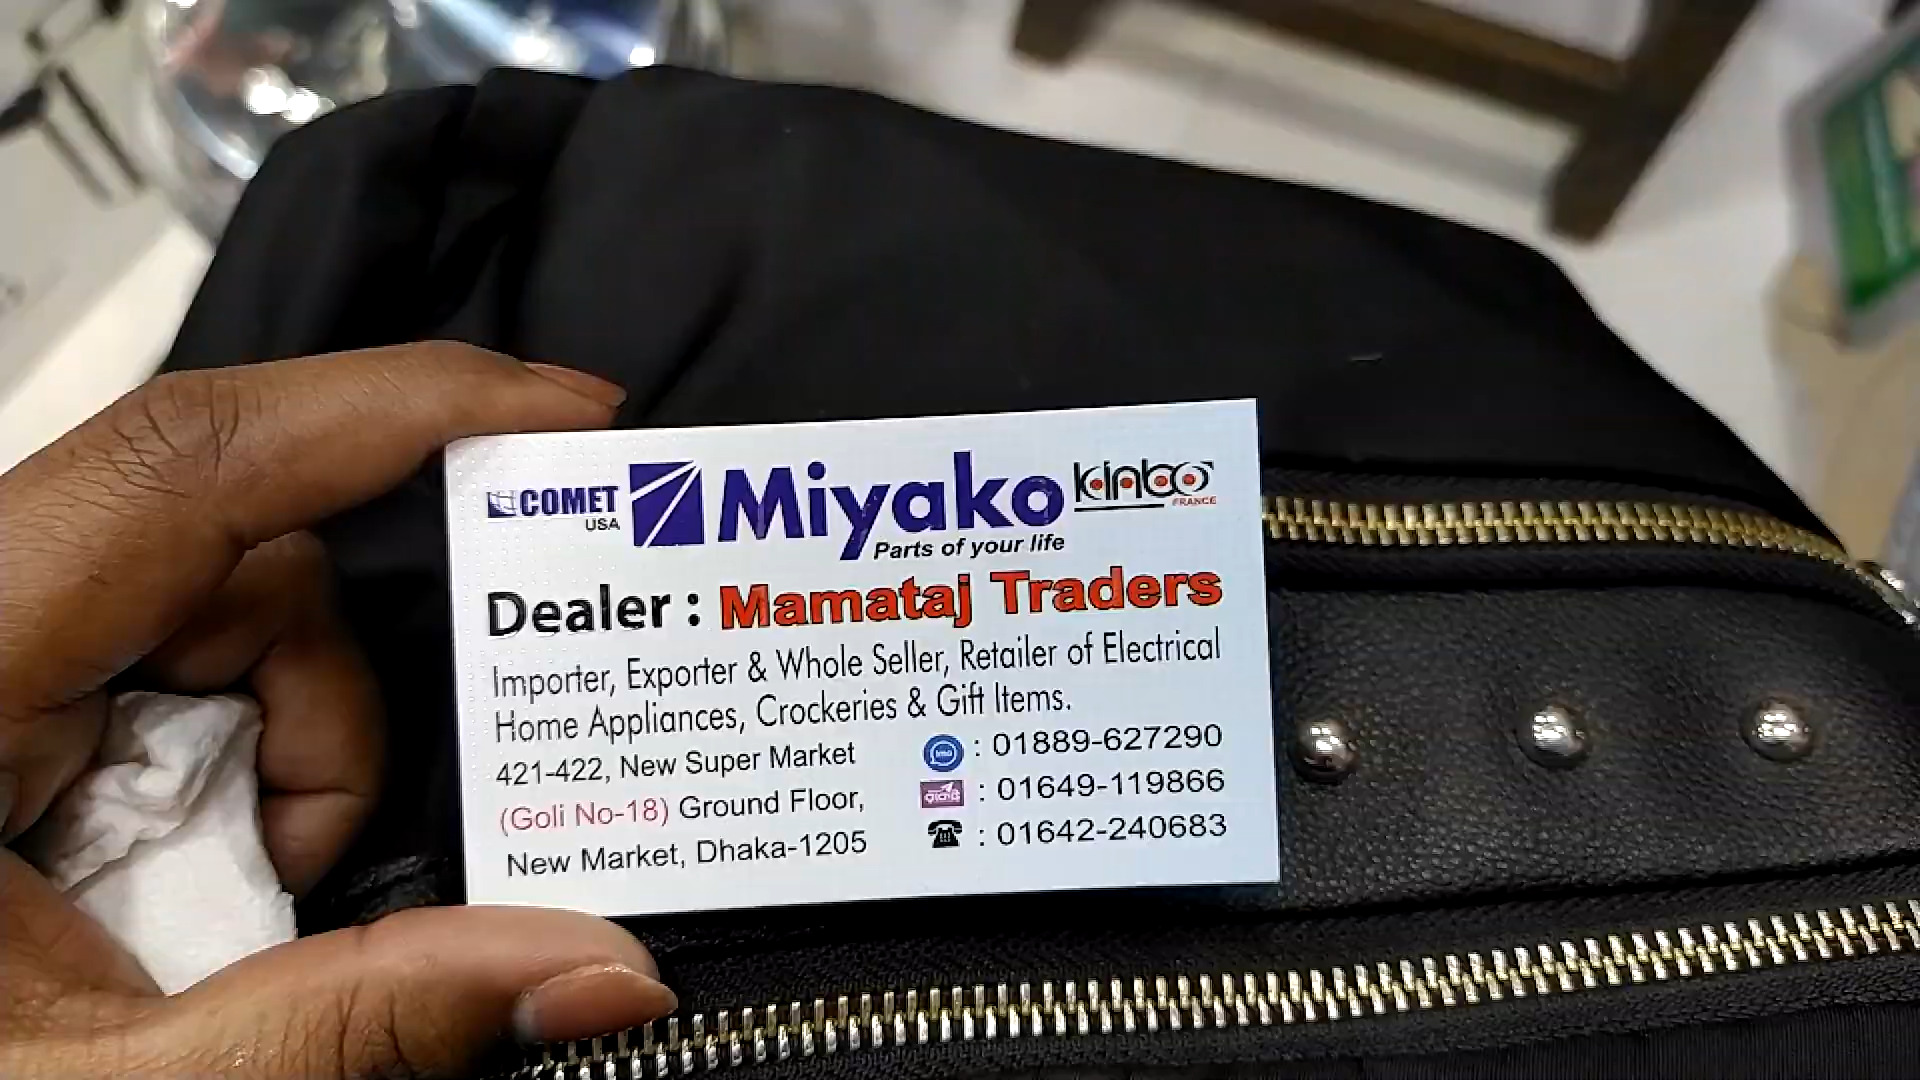 COMET
USA
Miyako
Parts of your life
kinbo
FRANCE
Dealer : Mamataj Traders
Importer, Exporter & Whole Seller, Retailer of Electrical
Home Appliances, Crockeries & Gift Items.
421-422, New Super Market
(Goli No-18) Ground Floor,
New Market, Dhaka-1205
imo : 01889-627290
: 01649-119866
: 01642-240683